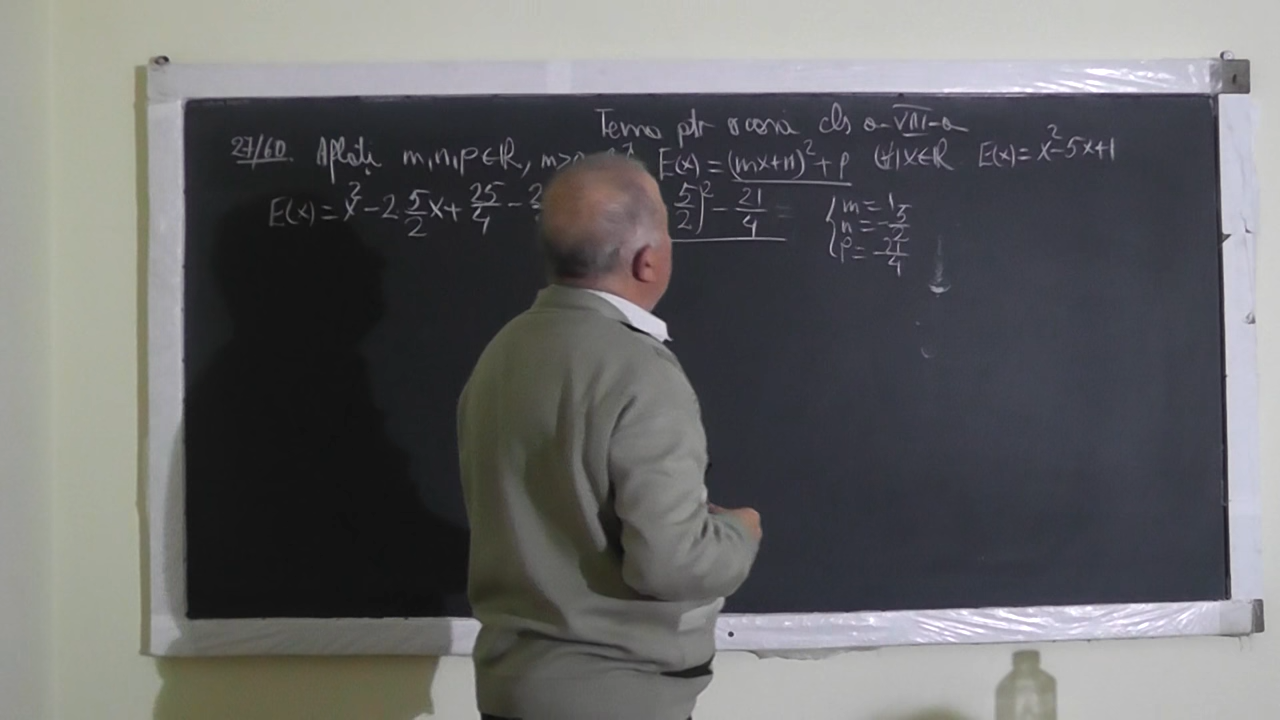 Tema ptr acasă cls a-VIII-a
27/60. Aflați m,n,p∈ℝ, m> E(x)=(mx+n)²+p (∀)x∈ℝ E(x)=x²-5x+1
E(x)=x²-2 5/2 x+25/4- 5/2)²-21/4 {m=1
n=-5/2
p=-21/4